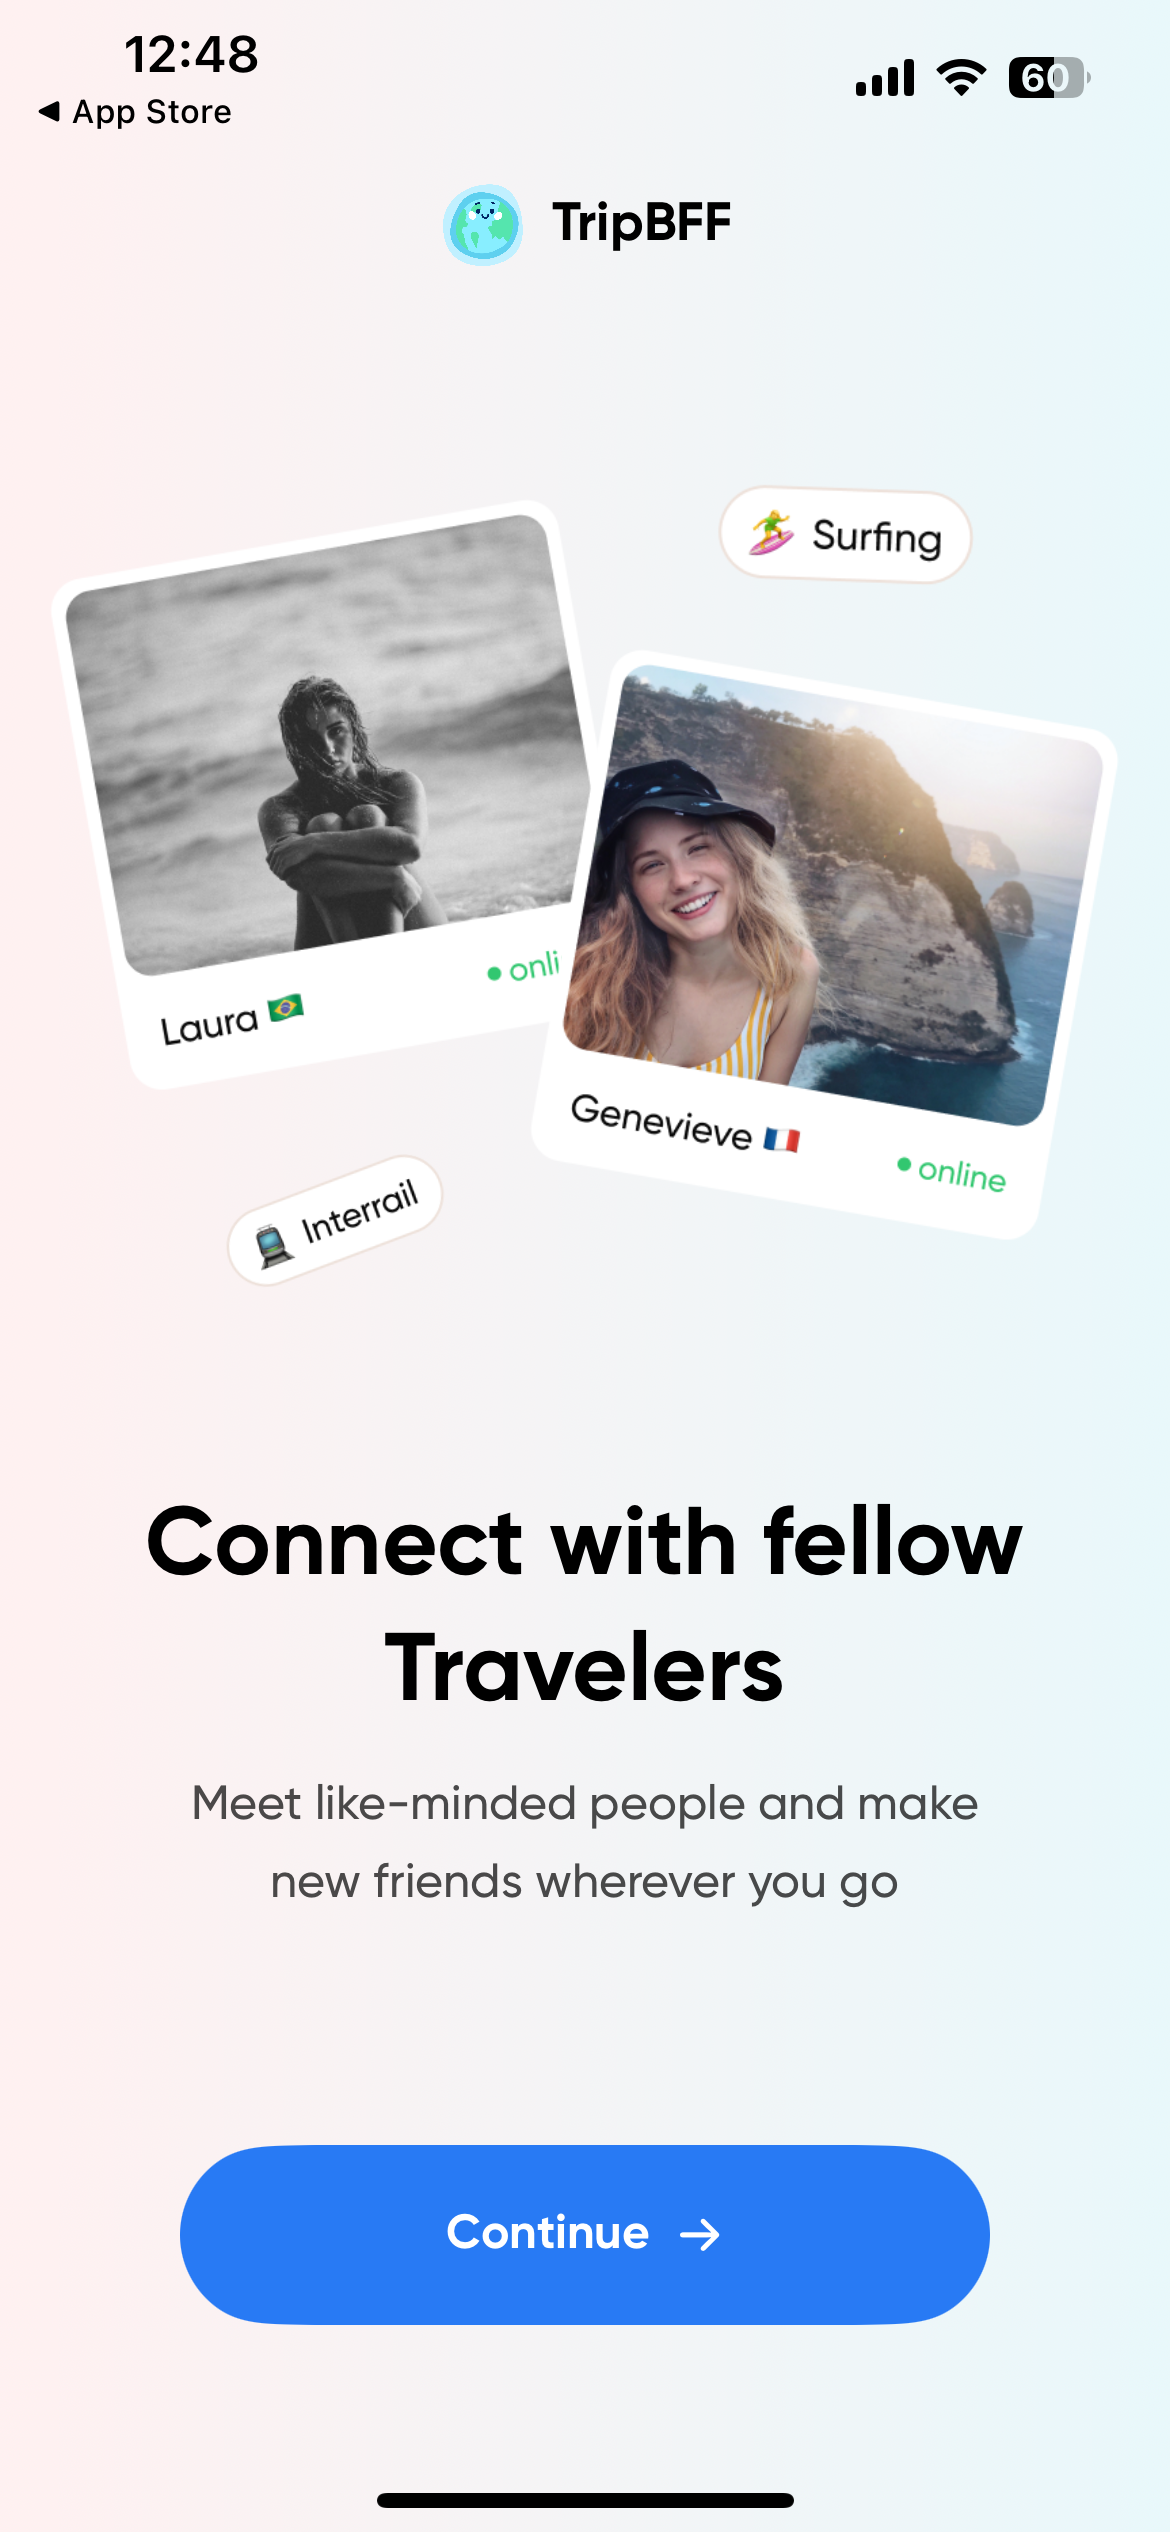 12:48
60
◀ App Store
TripBFF
Surfing
onli
Laura
Genevieve
online
Interrail
Connect with fellow
Travelers
Meet like-minded people and make
new friends wherever you go
Continue →